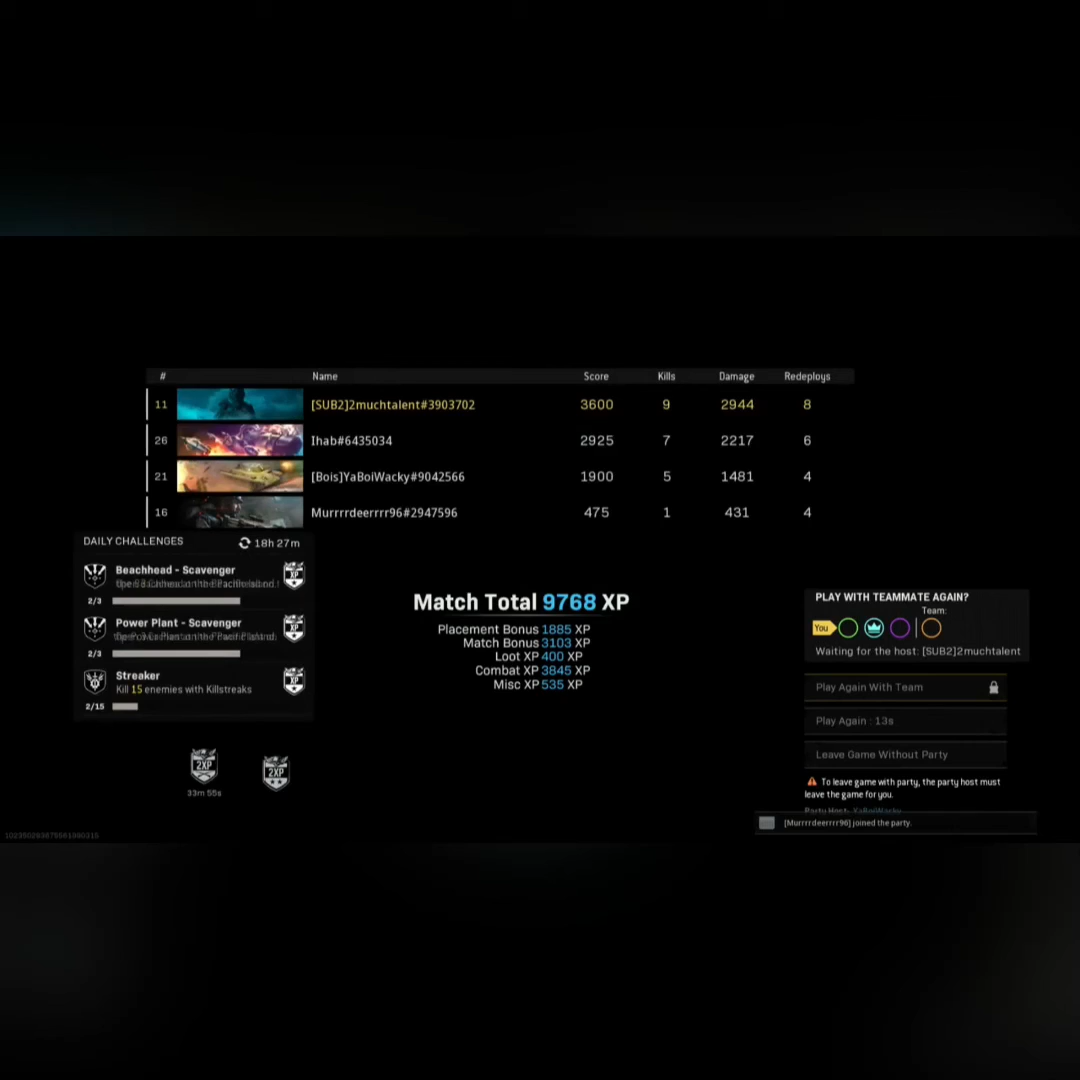 # Name Score Kills Damage Redeploys
11 [SUB2]2muchtalent#3903702 3600 9 2944 8
26 Ihab#6435034 2925 7 2217 6
21 [Bois]YaBoiWacky#9042566 1900 5 1481 4
16 Murrrrdeerrrr96#2947596 475 1 431 4
DAILY CHALLENGES 18h 27m
Beachhead - Scavenger
XP
2/3
Power Plant - Scavenger
XP
2/3
Streaker
Kill 15 enemies with Killstreaks
XP
2/15
2XP
33m 55s
2XP
Match Total 9768 XP
Placement Bonus 1885 XP
Match Bonus 3103 XP
Loot XP 400 XP
Combat XP 3845 XP
Misc XP 535 XP
PLAY WITH TEAMMATE AGAIN?
Team:
You
Waiting for the host: [SUB2]2muchtalent
Play Again With Team
Play Again : 13s
Leave Game Without Party
To leave game with party, the party host must
leave the game for you.
Party Host: YaBoiWacky
[Murrrrdeerrrr96] joined the party.